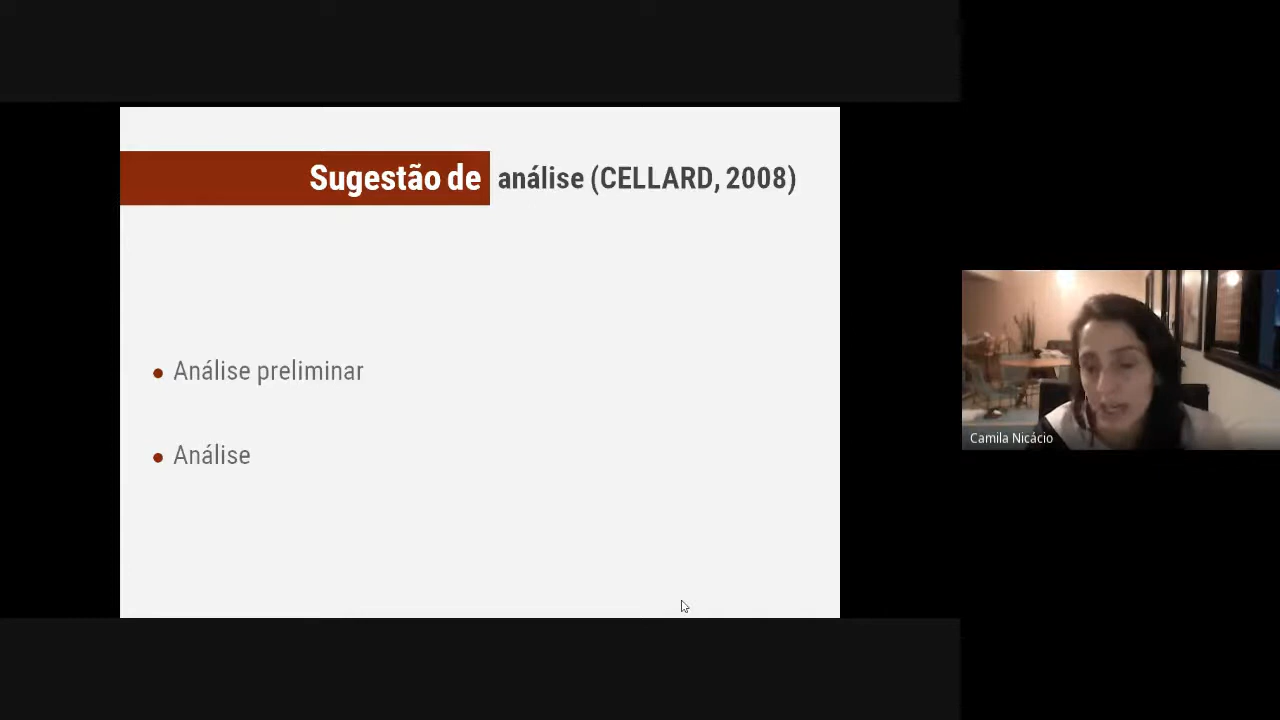 Sugestão de análise (CELLARD, 2008)
Análise preliminar
Análise
Camila Nicácio